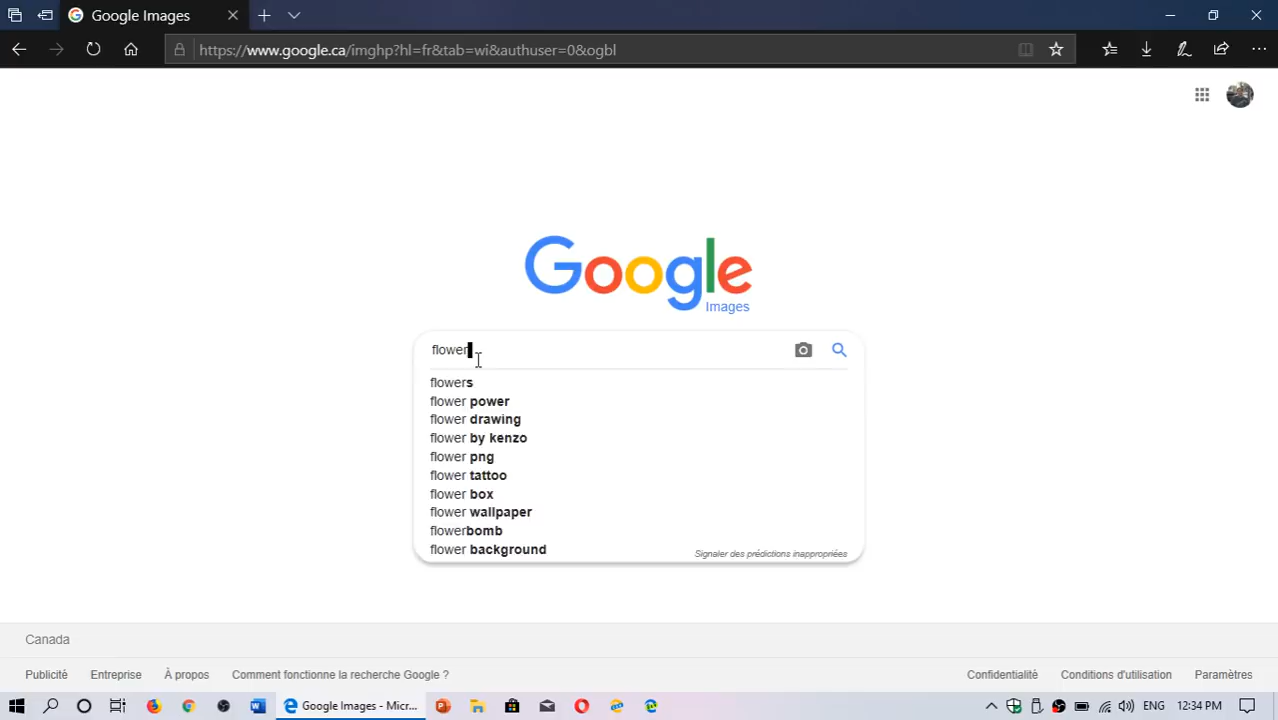 Google Images
https://www.google.ca/imghp?hl=fr&tab=wi&authuser=0&ogbl
Google
Images
flower
flowers
flower power
flower drawing
flower by kenzo
flower png
flower tattoo
flower box
flower wallpaper
flowerbomb
flower background
Signaler des prédictions inappropriées
Canada
Publicité Entreprise À propos Comment fonctionne la recherche Google ? Confidentialité Conditions d'utilisation Paramètres
Google Images - Micr... ENG 12:34 PM